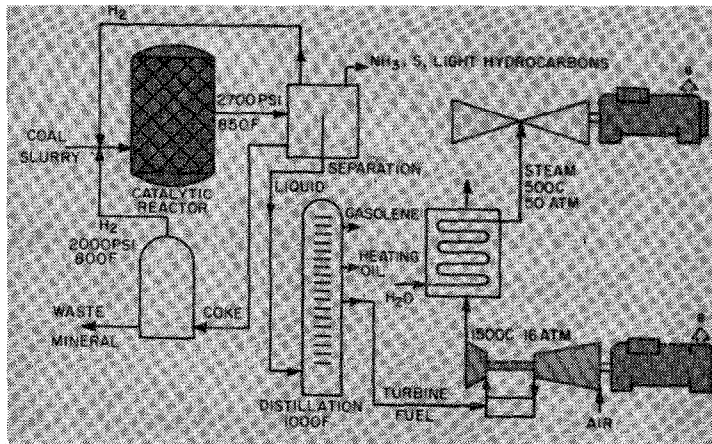 H2
NH3, S, LIGHT HYDROCARBONS
2700 PSI
850F
COAL
SLURRY
CATALYTIC
REACTOR
SEPARATION
LIQUID
STEAM
500C
50 ATM
GASOLENE
H2
2000PSI
800F
HEATING
OIL
H2O
WASTE
MINERAL
COKE
1500C 16 ATM
DISTILLATION
1000F
TURBINE
FUEL
AIR